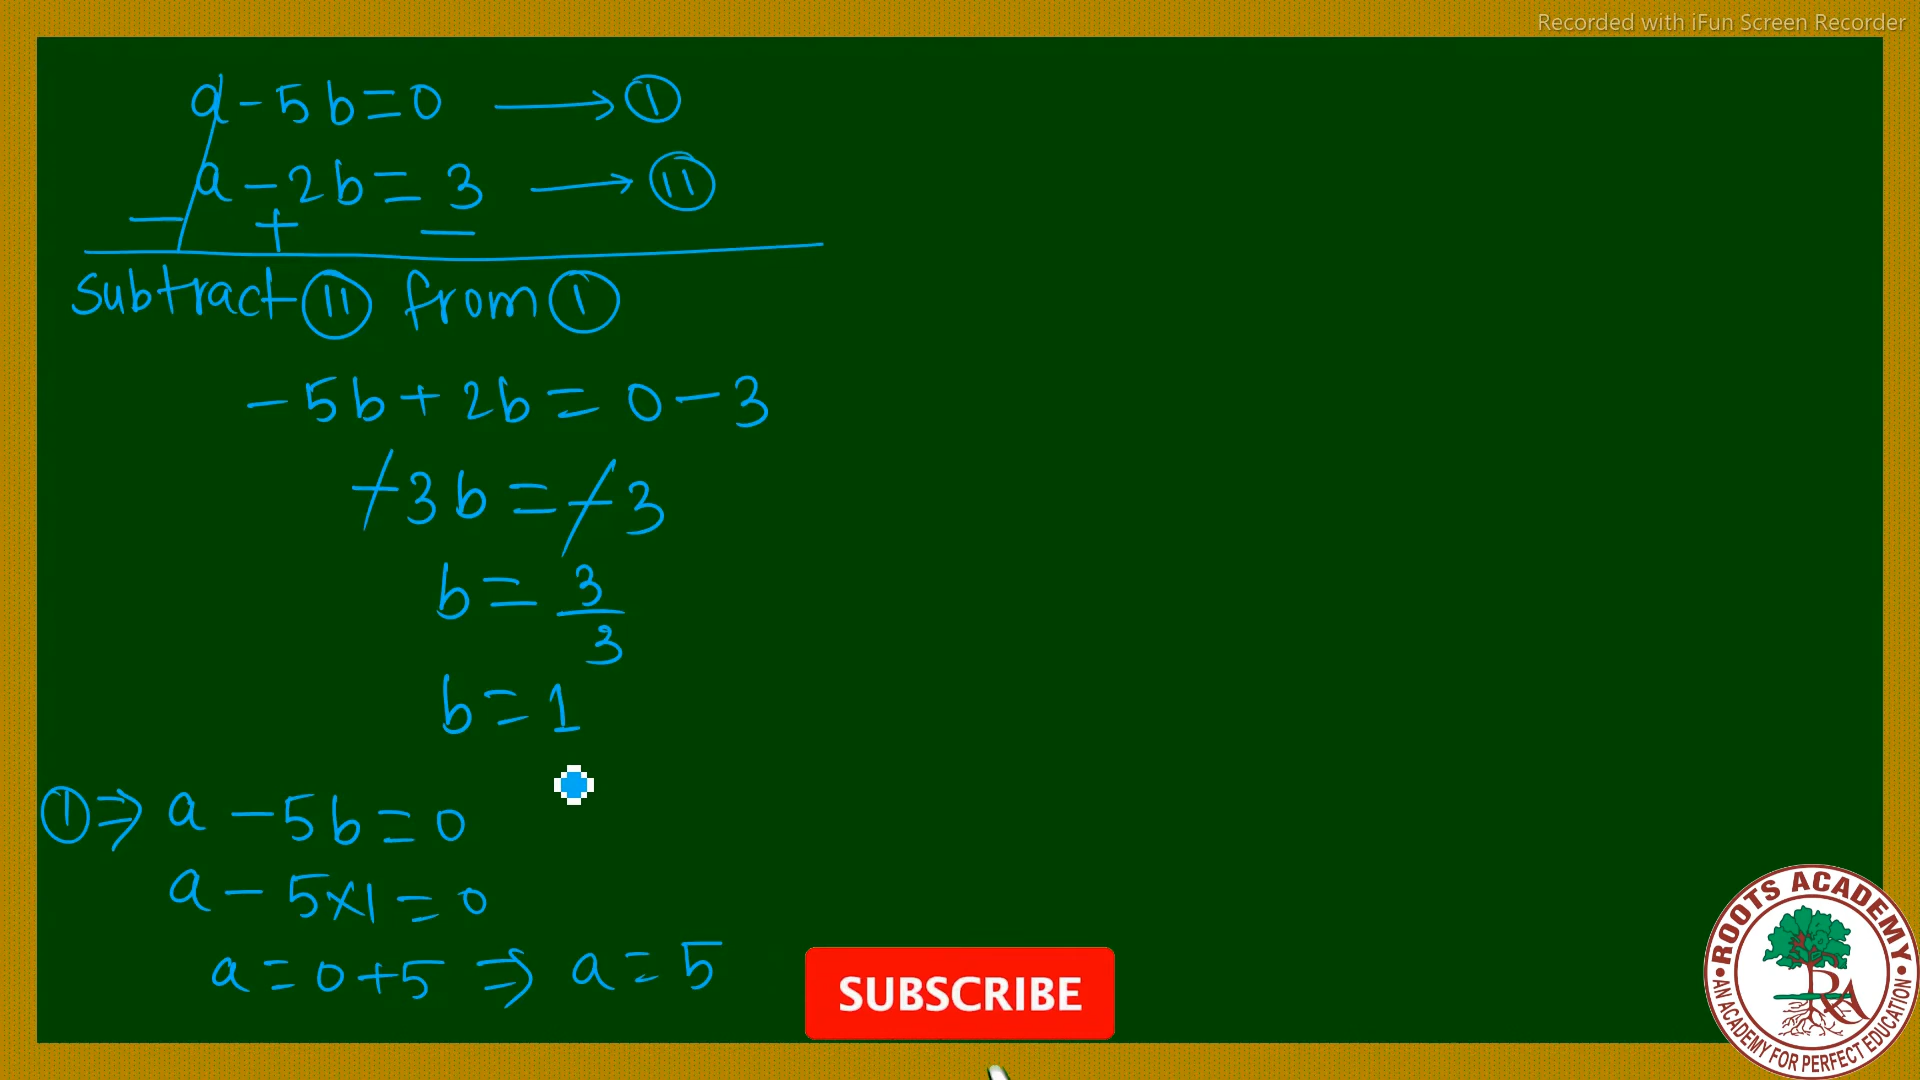 Recorded with iFun Screen Recorder
a - 5b = 0 → ①
a - 2b = 3 → ⑪
- + -
subtract ⑪ from ①
-5b + 2b = 0 - 3
-3b = -3
b = 3/3
b = 1
① ⇒ a - 5b = 0
a - 5×1 = 0
a = 0+5 ⇒ a = 5
SUBSCRIBE
ROOTS ACADEMY
RA
AN ACADEMY FOR PERFECT EDUCATION